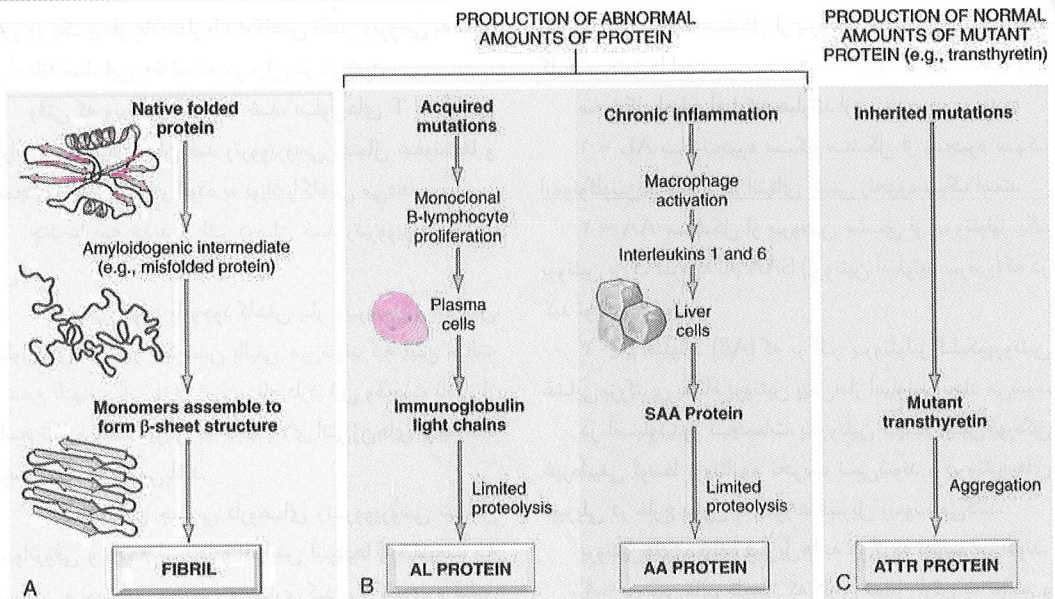 PRODUCTION OF ABNORMAL
AMOUNTS OF PROTEIN
PRODUCTION OF NORMAL
AMOUNTS OF MUTANT
PROTEIN (e.g., transthyretin)
Native folded
protein
Amyloidogenic intermediate
(e.g., misfolded protein)
Monomers assemble to
form β-sheet structure
FIBRIL
A
Acquired
mutations
Monoclonal
B-lymphocyte
proliferation
Plasma
cells
Immunoglobulin
light chains
Limited
proteolysis
AL PROTEIN
B
Chronic inflammation
Macrophage
activation
Interleukins 1 and 6
Liver
cells
SAA Protein
Limited
proteolysis
AA PROTEIN
Inherited mutations
Mutant
transthyretin
Aggregation
ATTR PROTEIN
C